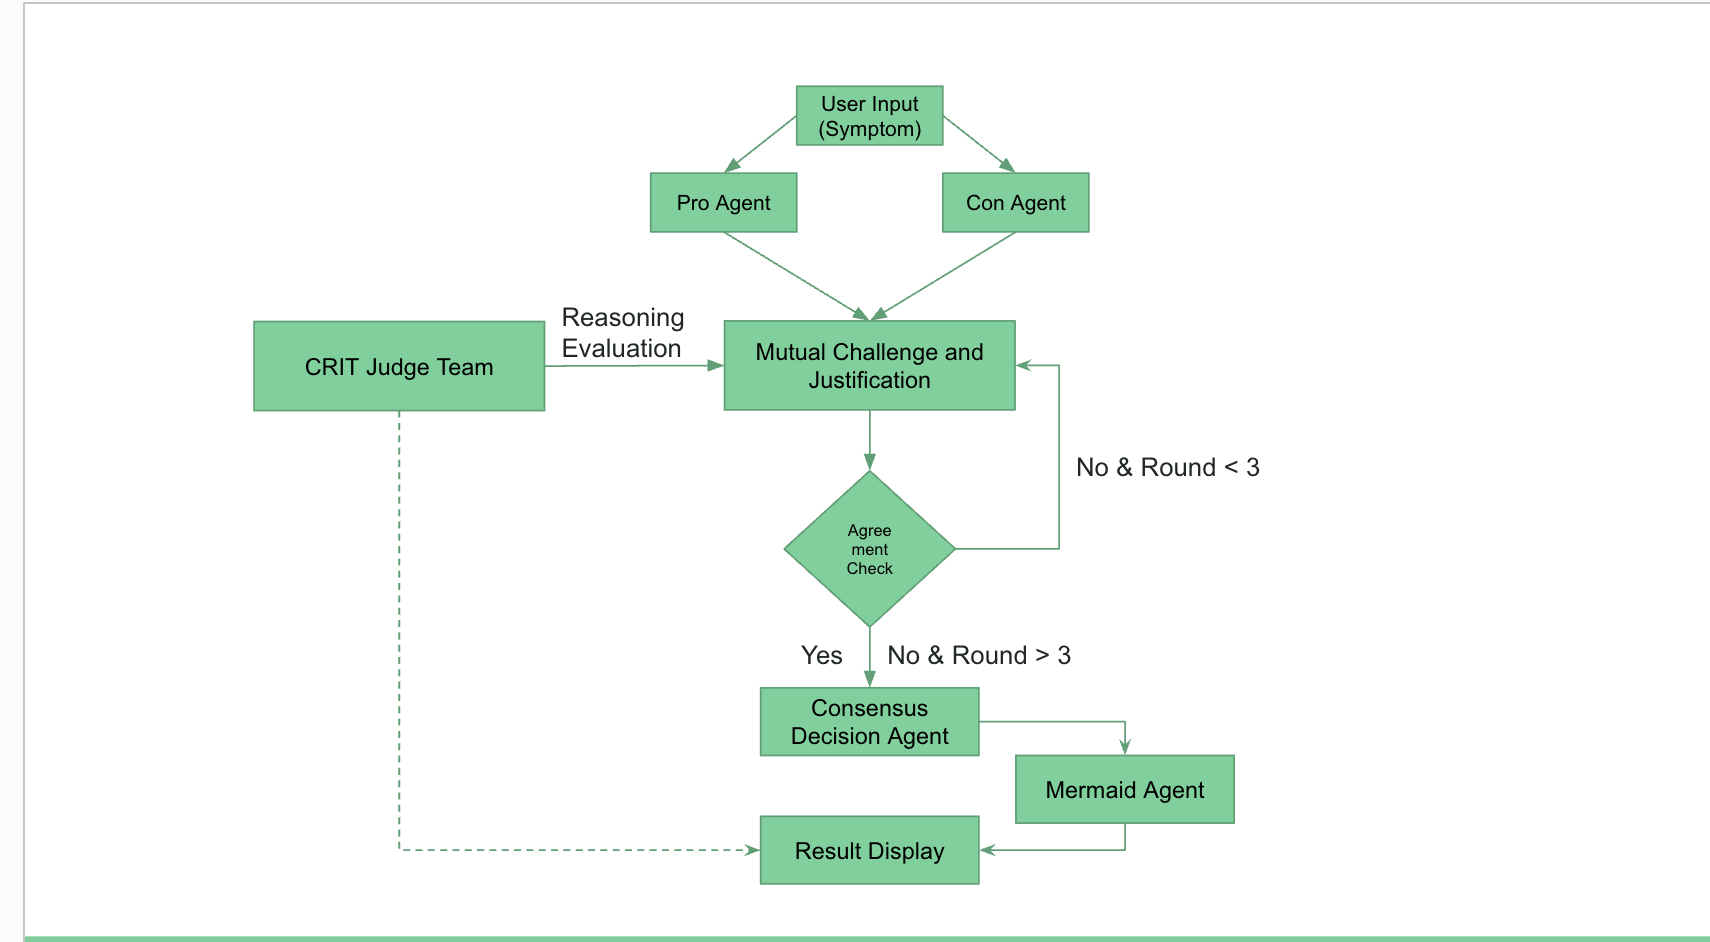 User Input
(Symptom)
Pro Agent
Con Agent
Reasoning
Evaluation
CRIT Judge Team
Mutual Challenge and
Justification
No & Round < 3
Agree
ment
Check
Yes
No & Round > 3
Consensus
Decision Agent
Mermaid Agent
Result Display